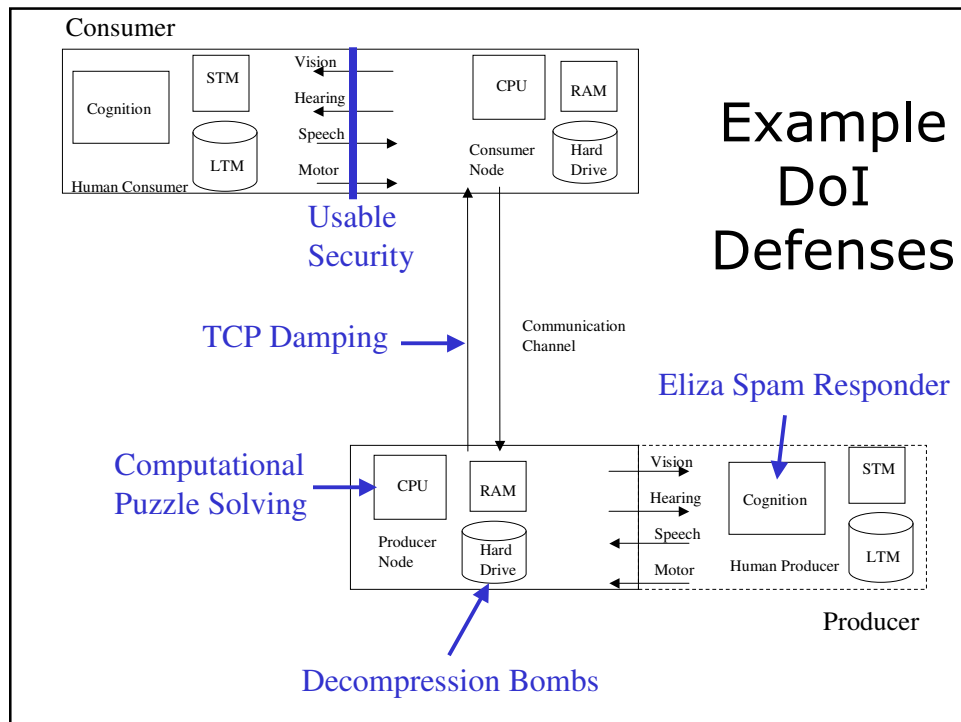 Consumer
Vision
Hearing
Speech
Motor
STM
Cognition
LTM
Human Consumer
CPU
RAM
Consumer
Node
Hard
Drive
Example
DoI
Defenses
Usable
Security
TCP Damping
Communication
Channel
Eliza Spam Responder
Computational
Puzzle Solving
CPU
RAM
Producer
Node
Hard
Drive
Vision
Hearing
Speech
Motor
Cognition
STM
Human Producer
LTM
Producer
Decompression Bombs